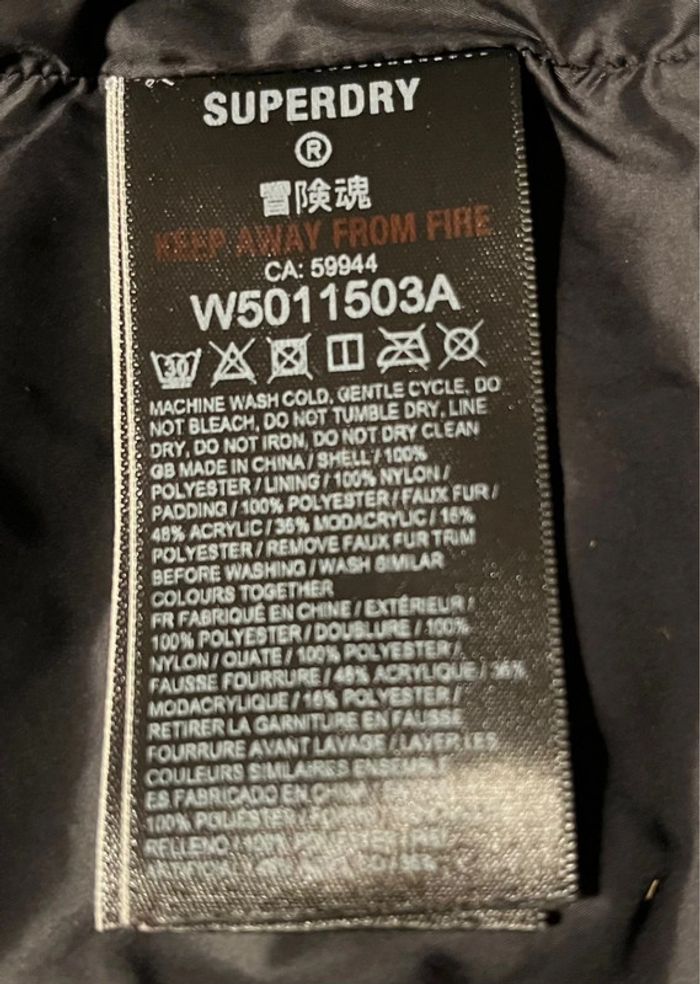 SUPERDRY
®
冒険魂
KEEP AWAY FROM FIRE
CA: 59944
W5011503A
30
MACHINE WASH COLD, GENTLE CYCLE, DO
NOT BLEACH, DO NOT TUMBLE DRY, LINE
DRY, DO NOT IRON, DO NOT DRY CLEAN
GB MADE IN CHINA / SHELL / 100%
POLYESTER / LINING / 100% NYLON /
PADDING / 100% POLYESTER / FAUX FUR /
48% ACRYLIC / 36% MODACRYLIC / 16%
POLYESTER / REMOVE FAUX FUR TRIM
BEFORE WASHING / WASH SIMILAR
COLOURS TOGETHER
FR FABRIQUÉ EN CHINE / EXTÉRIEUR /
100% POLYESTER / DOUBLURE / 100%
NYLON / OUATE / 100% POLYESTER /
FAUSSE FOURRURE / 48% ACRYLIQUE / 36%
MODACRYLIQUE / 16% POLYESTER /
RETIRER LA GARNITURE EN FAUSSE
FOURRURE AVANT LAVAGE / LAVER LES
COULEURS SIMILAIRES ENSEMBLE
ES FABRICADO EN CHINA
100% POLIÉSTER /
RELLENO / 100%